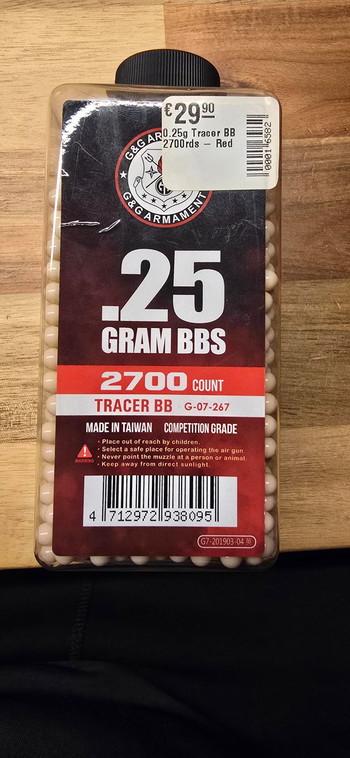 €29.90
0.25g Tracer BB
2700rds – Red
0001 6582
G&G AR
G&G ARMAMENT
.25
GRAM BBS
2700 COUNT
TRACER BB G-07-267
MADE IN TAIWAN COMPETITION GRADE
WARNING
· Place out of reach by children.
· Select a safe place for operating the air gun
· Never point the muzzle at a person or animal.
· Keep away from direct sunlight.
4 712972 938095
G7-201903-04